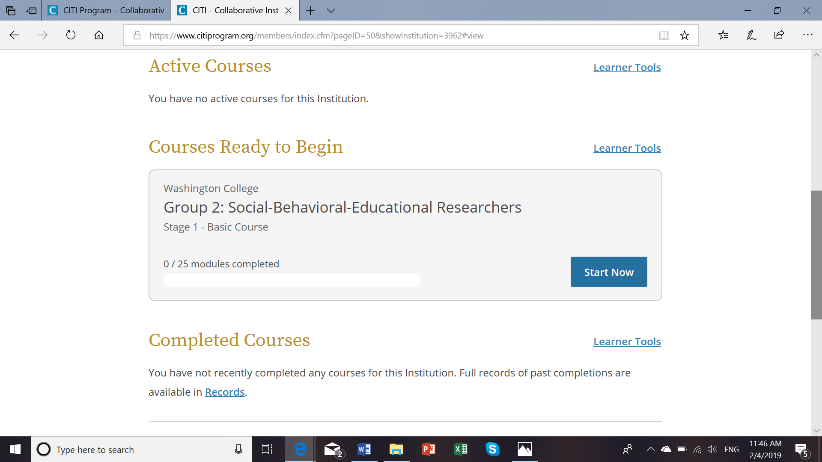 CITI Program – Collaborativ
CITI - Collaborative Inst
https://www.citiprogram.org/members/index.cfm?pageID=50&showinstitution=3962#view
Active Courses
Learner Tools
You have no active courses for this Institution.
Courses Ready to Begin
Learner Tools
Washington College
Group 2: Social-Behavioral-Educational Researchers
Stage 1 - Basic Course
0 / 25 modules completed
Start Now
Completed Courses
Learner Tools
You have not recently completed any courses for this Institution. Full records of past completions are
available in Records.
Type here to search
2
ENG
11:46 AM
2/4/2019
5